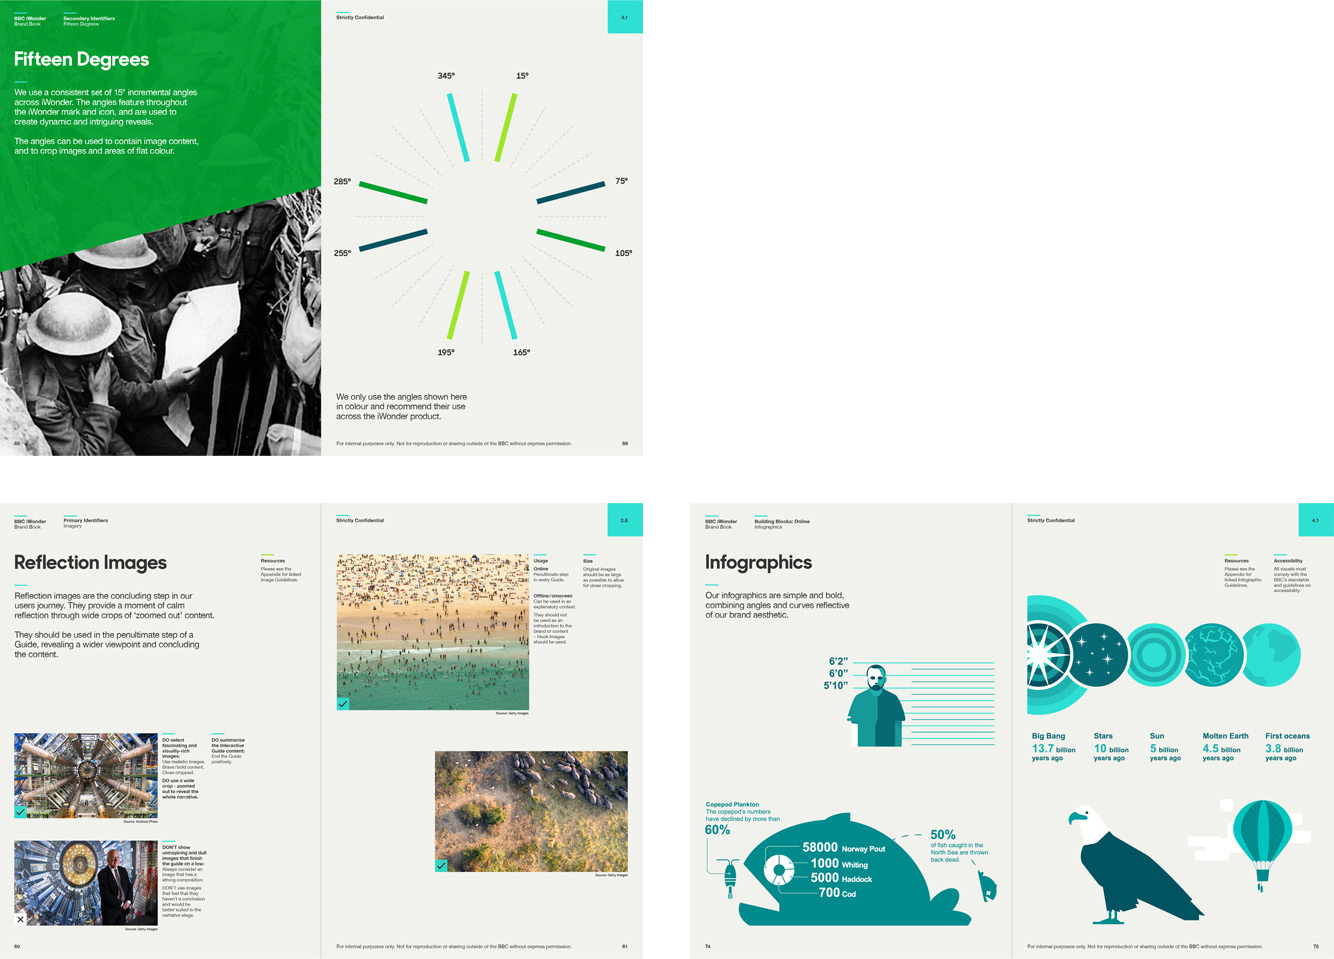 BBC iWonder
Brand Book
Secondary Identifiers
Fifteen Degrees
Fifteen Degrees
We use a consistent set of 15° incremental angles
across iWonder. The angles feature throughout
the iWonder mark and icon, and are used to
create dynamic and intriguing reveals.
The angles can be used to contain image content,
and to crop images and areas of flat colour.
68
Strictly Confidential
3.1
345°
15°
285°
75°
255°
105°
195°
165°
We only use the angles shown here
in colour and recommend their use
across the iWonder product.
For internal purposes only. Not for reproduction or sharing outside of the BBC without express permission.
69
BBC iWonder
Brand Book
Primary Identifiers
Imagery
Reflection Images
Resources
Please see the
Appendix for linked
Image Guidelines.
Reflection images are the concluding step in our
users journey. They provide a moment of calm
reflection through wide crops of ‘zoomed out’ content.
They should be used in the penultimate step of a
Guide, revealing a wider viewpoint and concluding
the content.
DO select
fascinating and
visually-rich
images:
Use realistic images.
Brave/bold content.
Close cropped.
DO use a wide
crop - zoomed
out to reveal the
whole narrative.
DO summarise
the Interactive
Guide content:
End the Guide
positively.
Source: Science Photo
DON’T show
uninspiring and dull
images that finish
the guide on a low:
Always consider an
image that has a
strong composition.
DON’T use images
that feel that they
haven’t a conclusion
and would be
better suited in the
narrative stage.
Source: Getty Images
60
Strictly Confidential
2.6
Usage
Online
Penultimate step
in every Guide.
Offline/onscreen
Can be used in an
explanatory context.
They should not
be used as an
introduction to the
brand or content
– Hook Images
should be used.
Size
Original images
should be as large
as possible to allow
for close cropping.
Source: Getty Images
Source: Getty Images
For internal purposes only. Not for reproduction or sharing outside of the BBC without express permission.
61
BBC iWonder
Brand Book
Building Blocks: Online
Infographics
Infographics
Our infographics are simple and bold,
combining angles and curves reflective
of our brand aesthetic.
6’2”
6’0”
5’10”
Copepod Plankton
The copepod’s numbers
have declined by more than
60%
58000 Norway Pout
1000 Whiting
5000 Haddock
700 Cod
50%
of fish caught in the
North Sea are thrown
back dead.
74
Strictly Confidential
4.1
Resources
Please see the
Appendix for
linked Infographic
Guidelines.
Accessibility
All visuals must
comply with the
BBC’s standards
and guidelines on
accessibility.
Big Bang
13.7 billion
years ago
Stars
10 billion
years ago
Sun
5 billion
years ago
Molten Earth
4.5 billion
years ago
First oceans
3.8 billion
years ago
For internal purposes only. Not for reproduction or sharing outside of the BBC without express permission.
75